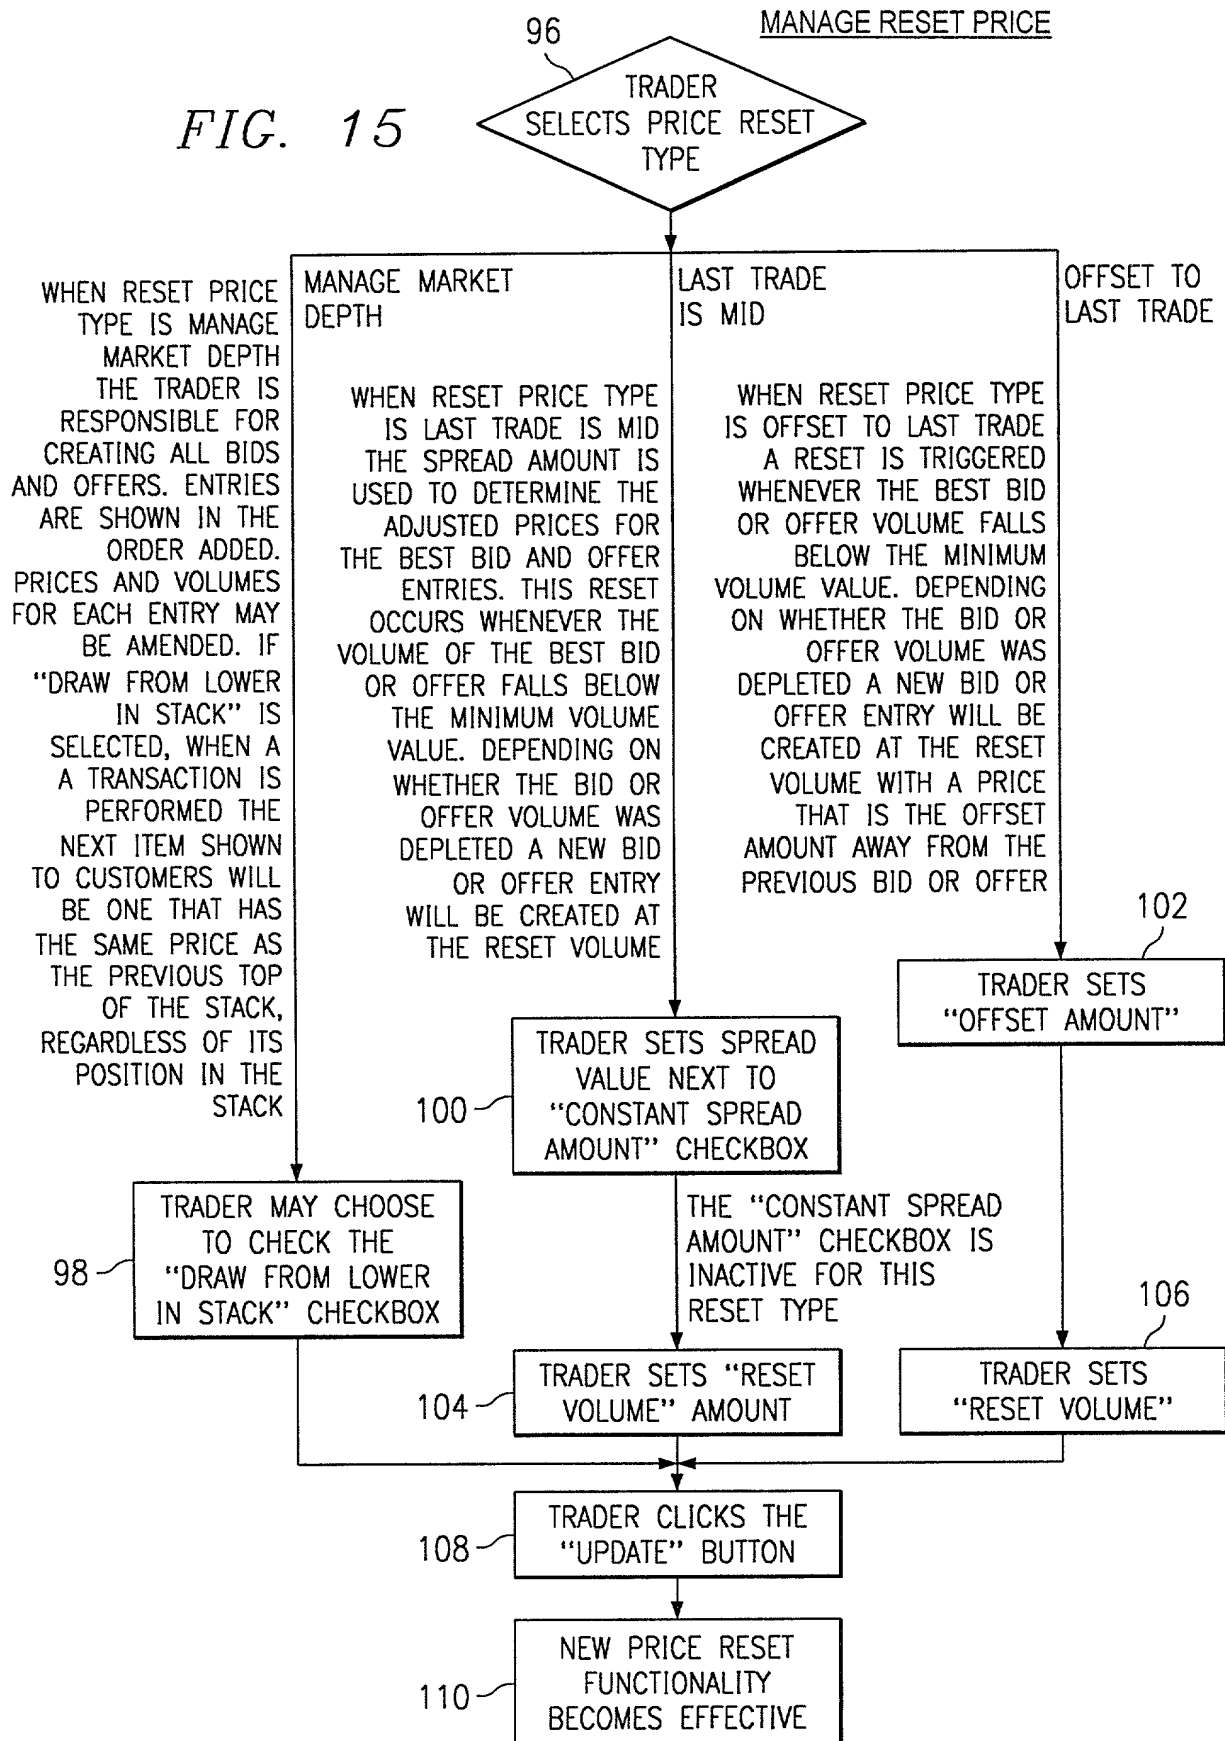 MANAGE RESET PRICE
96
FIG. 15
TRADER
SELECTS PRICE RESET
TYPE
MANAGE MARKET
DEPTH
LAST TRADE
IS MID
OFFSET TO
LAST TRADE
WHEN RESET PRICE
TYPE IS MANAGE
MARKET DEPTH
THE TRADER IS
RESPONSIBLE FOR
CREATING ALL BIDS
AND OFFERS. ENTRIES
ARE SHOWN IN THE
ORDER ADDED.
PRICES AND VOLUMES
FOR EACH ENTRY MAY
BE AMENDED. IF
"DRAW FROM LOWER
IN STACK" IS
SELECTED, WHEN A
A TRANSACTION IS
PERFORMED THE
NEXT ITEM SHOWN
TO CUSTOMERS WILL
BE ONE THAT HAS
THE SAME PRICE AS
THE PREVIOUS TOP
OF THE STACK,
REGARDLESS OF ITS
POSITION IN THE
STACK
WHEN RESET PRICE TYPE
IS LAST TRADE IS MID
THE SPREAD AMOUNT IS
USED TO DETERMINE THE
ADJUSTED PRICES FOR
THE BEST BID AND OFFER
ENTRIES. THIS RESET
OCCURS WHENEVER THE
VOLUME OF THE BEST BID
OR OFFER FALLS BELOW
THE MINIMUM VOLUME
VALUE. DEPENDING ON
WHETHER THE BID OR
OFFER VOLUME WAS
DEPLETED A NEW BID
OR OFFER ENTRY
WILL BE CREATED AT
THE RESET VOLUME
WHEN RESET PRICE TYPE
IS OFFSET TO LAST TRADE
A RESET IS TRIGGERED
WHENEVER THE BEST BID
OR OFFER VOLUME FALLS
BELOW THE MINIMUM
VOLUME VALUE. DEPENDING
ON WHETHER THE BID OR
OFFER VOLUME WAS
DEPLETED A NEW BID OR
OFFER ENTRY WILL BE
CREATED AT THE RESET
VOLUME WITH A PRICE
THAT IS THE OFFSET
AMOUNT AWAY FROM THE
PREVIOUS BID OR OFFER
102
TRADER SETS
"OFFSET AMOUNT"
100
TRADER SETS SPREAD
VALUE NEXT TO
"CONSTANT SPREAD
AMOUNT" CHECKBOX
98
TRADER MAY CHOOSE
TO CHECK THE
"DRAW FROM LOWER
IN STACK" CHECKBOX
THE "CONSTANT SPREAD
AMOUNT" CHECKBOX IS
INACTIVE FOR THIS
RESET TYPE
106
104
TRADER SETS "RESET
VOLUME" AMOUNT
TRADER SETS
"RESET VOLUME"
108
TRADER CLICKS THE
"UPDATE" BUTTON
110
NEW PRICE RESET
FUNCTIONALITY
BECOMES EFFECTIVE